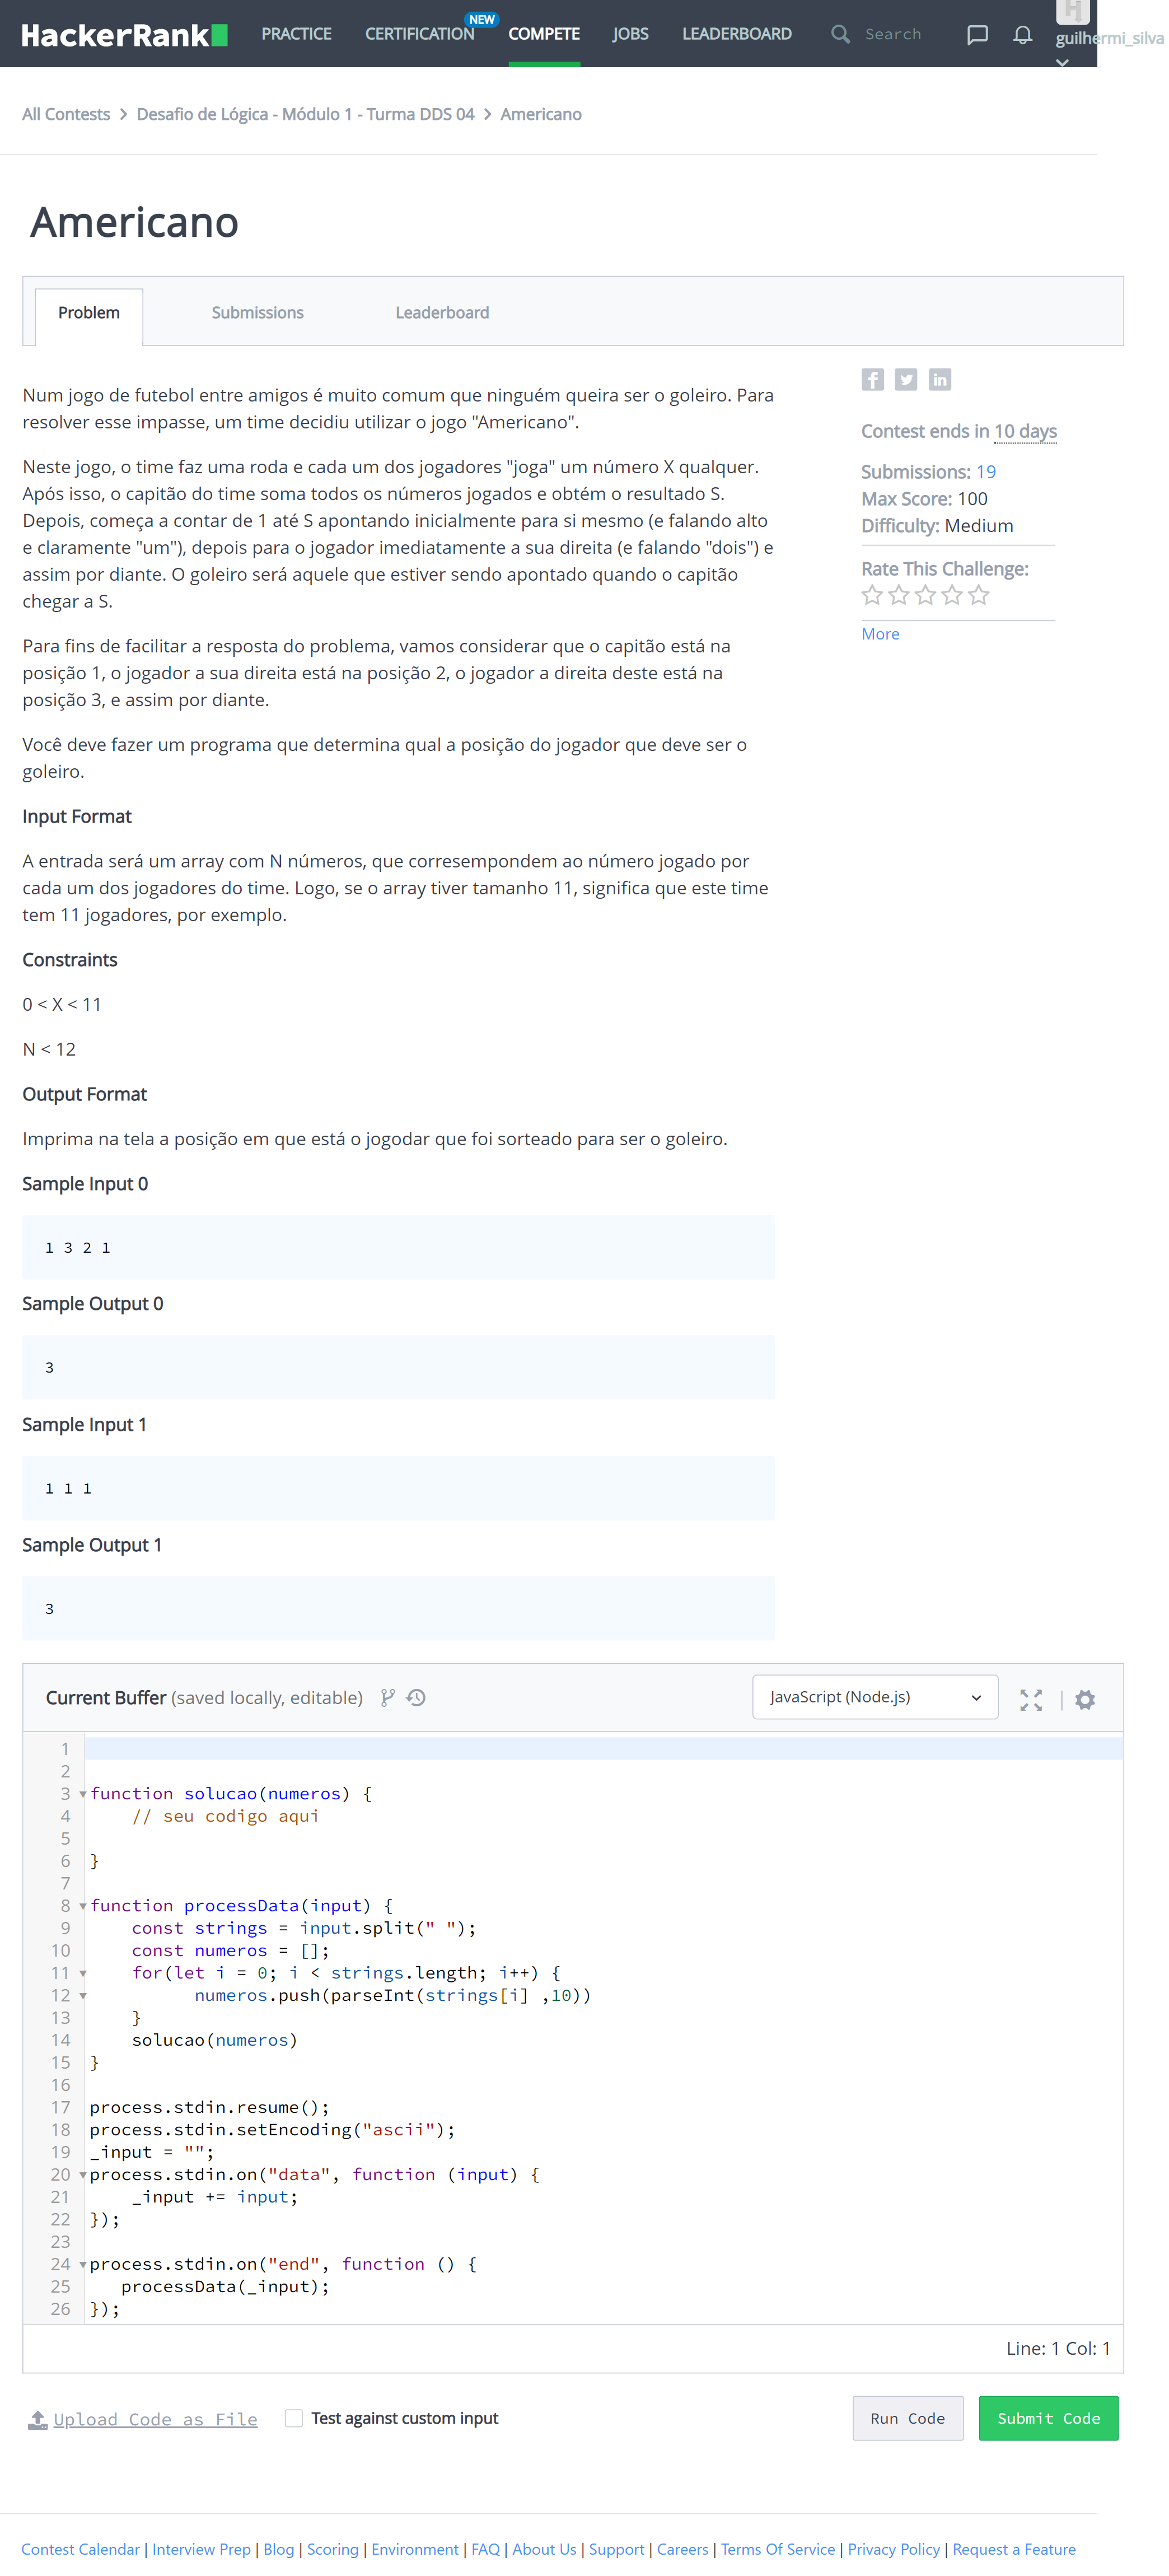 HackerRank
PRACTICE
CERTIFICATION
NEW
COMPETE
JOBS
LEADERBOARD
Search
guilhermi_silva
All Contests > Desafio de Lógica - Módulo 1 - Turma DDS 04 > Americano
Americano
Problem
Submissions
Leaderboard
Num jogo de futebol entre amigos é muito comum que ninguém queira ser o goleiro. Para
resolver esse impasse, um time decidiu utilizar o jogo "Americano".
Neste jogo, o time faz uma roda e cada um dos jogadores "joga" um número X qualquer.
Após isso, o capitão do time soma todos os números jogados e obtém o resultado S.
Depois, começa a contar de 1 até S apontando inicialmente para si mesmo (e falando alto
e claramente "um"), depois para o jogador imediatamente a sua direita (e falando "dois") e
assim por diante. O goleiro será aquele que estiver sendo apontado quando o capitão
chegar a S.
Para fins de facilitar a resposta do problema, vamos considerar que o capitão está na
posição 1, o jogador a sua direita está na posição 2, o jogador a direita deste está na
posição 3, e assim por diante.
Você deve fazer um programa que determina qual a posição do jogador que deve ser o
goleiro.
Input Format
A entrada será um array com N números, que corresempondem ao número jogado por
cada um dos jogadores do time. Logo, se o array tiver tamanho 11, significa que este time
tem 11 jogadores, por exemplo.
Constraints
0 < X < 11
N < 12
Output Format
Imprima na tela a posição em que está o jogodar que foi sorteado para ser o goleiro.
Sample Input 0
1 3 2 1
Sample Output 0
3
Sample Input 1
1 1 1
Sample Output 1
3
Contest ends in 10 days
Submissions: 19
Max Score: 100
Difficulty: Medium
Rate This Challenge:
More
Current Buffer (saved locally, editable)
JavaScript (Node.js)
1
2
3 function solucao(numeros) {
4     // seu codigo aqui
5
6 }
7
8 function processData(input) {
9     const strings = input.split(" ");
10     const numeros = [];
11     for(let i = 0; i < strings.length; i++) {
12           numeros.push(parseInt(strings[i] ,10))
13     }
14     solucao(numeros)
15 }
16
17 process.stdin.resume();
18 process.stdin.setEncoding("ascii");
19 _input = "";
20 process.stdin.on("data", function (input) {
21     _input += input;
22 });
23
24 process.stdin.on("end", function () {
25    processData(_input);
26 });
Line: 1 Col: 1
Upload Code as File
Test against custom input
Run Code
Submit Code
Contest Calendar | Interview Prep | Blog | Scoring | Environment | FAQ | About Us | Support | Careers | Terms Of Service | Privacy Policy | Request a Feature